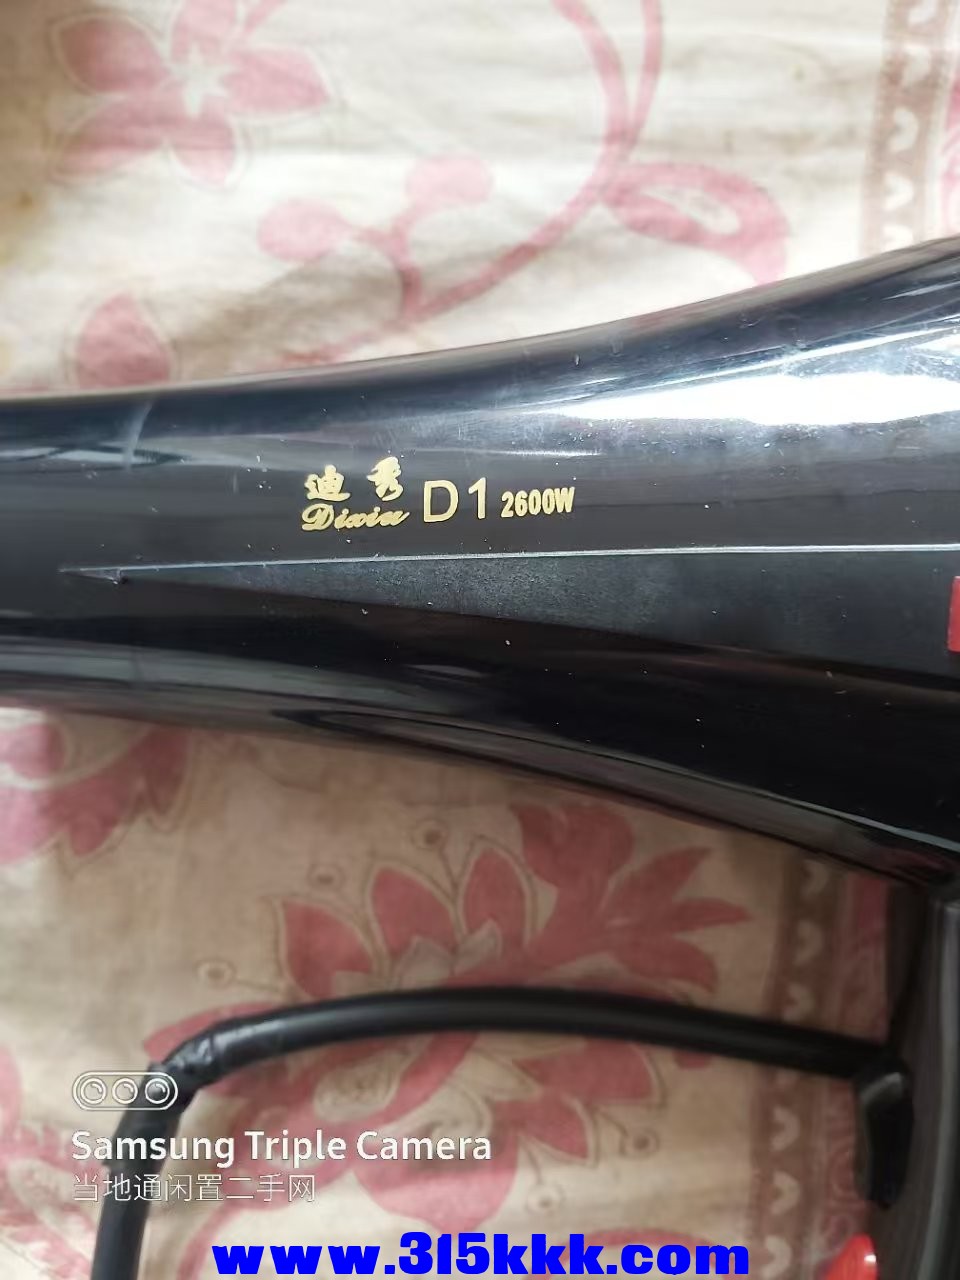 迪秀
Dixiu D1 2600W
Samsung Triple Camera
当地通闲置二手网
www.315kkk.com